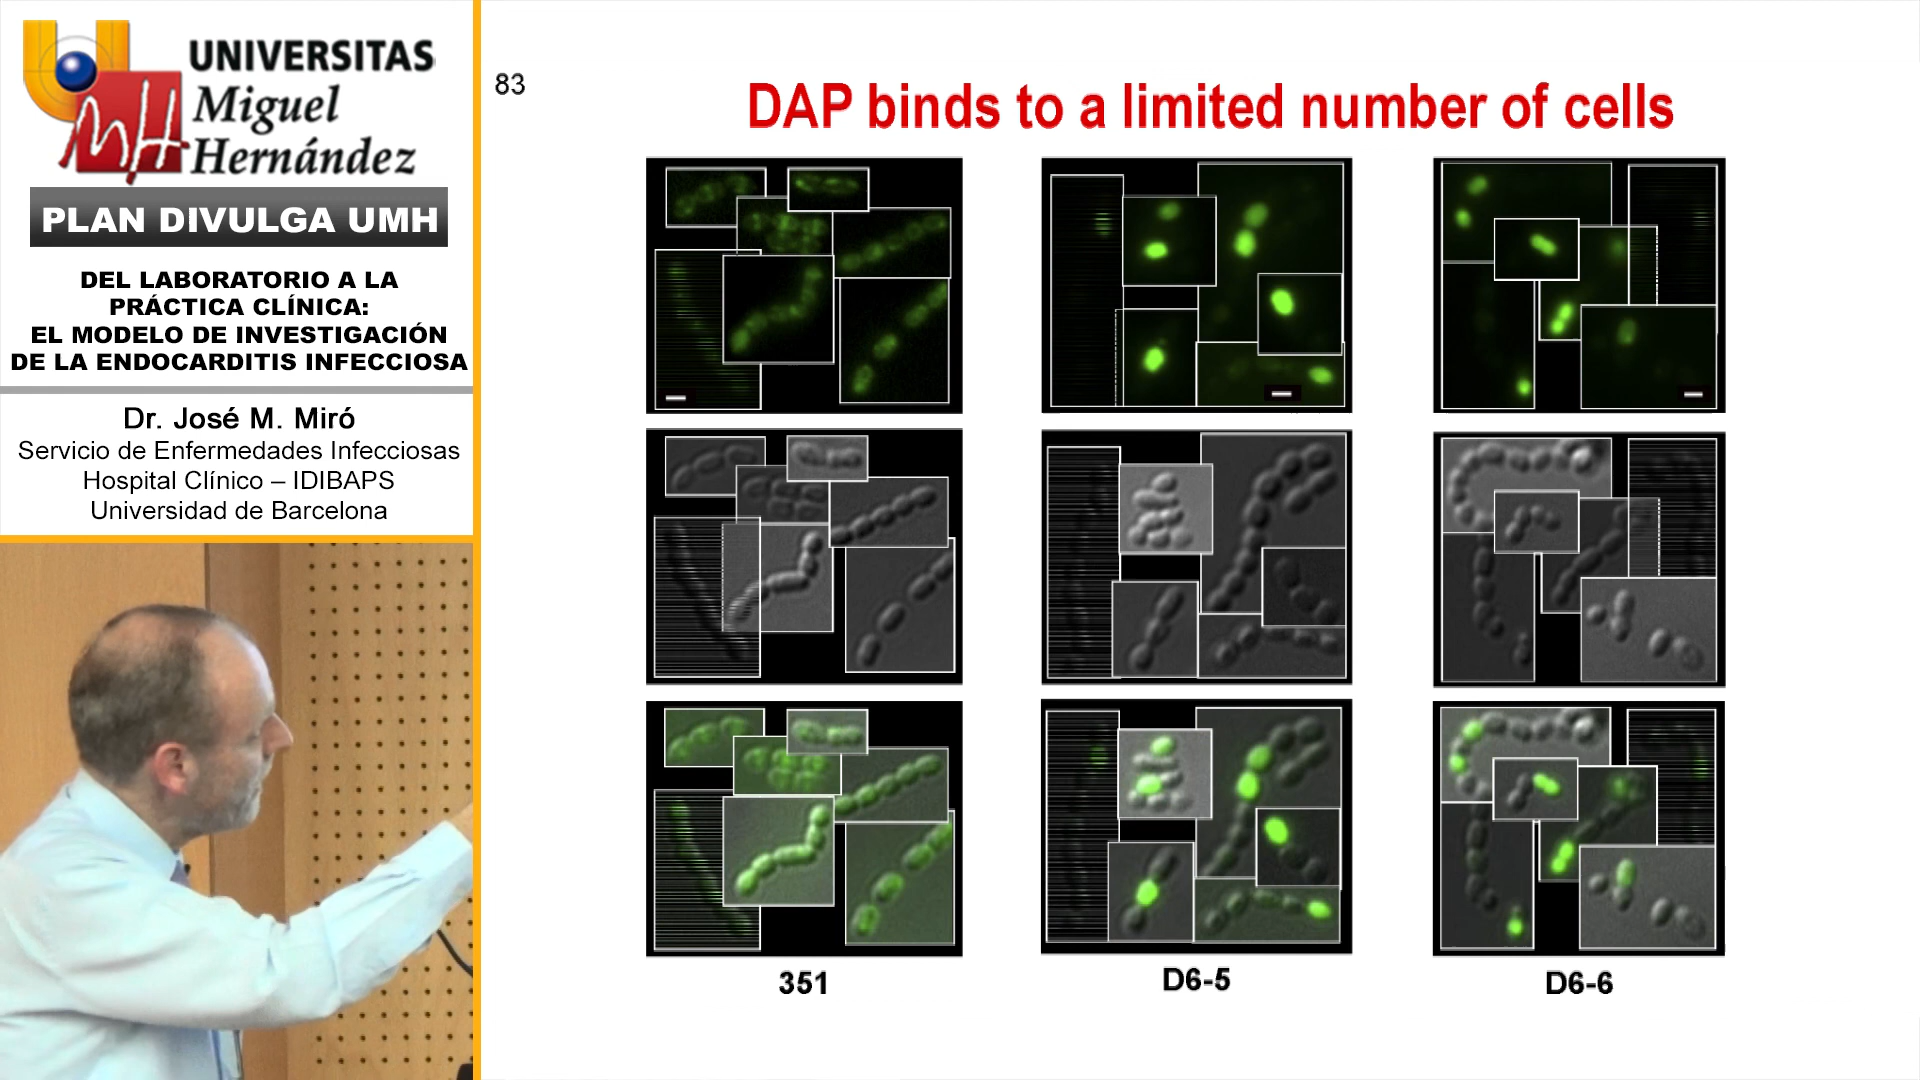 UNIVERSITAS
Miguel
Hernández
PLAN DIVULGA UMH
DEL LABORATORIO A LA
PRÁCTICA CLÍNICA:
EL MODELO DE INVESTIGACIÓN
DE LA ENDOCARDITIS INFECCIOSA
Dr. José M. Miró
Servicio de Enfermedades Infecciosas
Hospital Clínico – IDIBAPS
Universidad de Barcelona
83
DAP binds to a limited number of cells
351
D6-5
D6-6